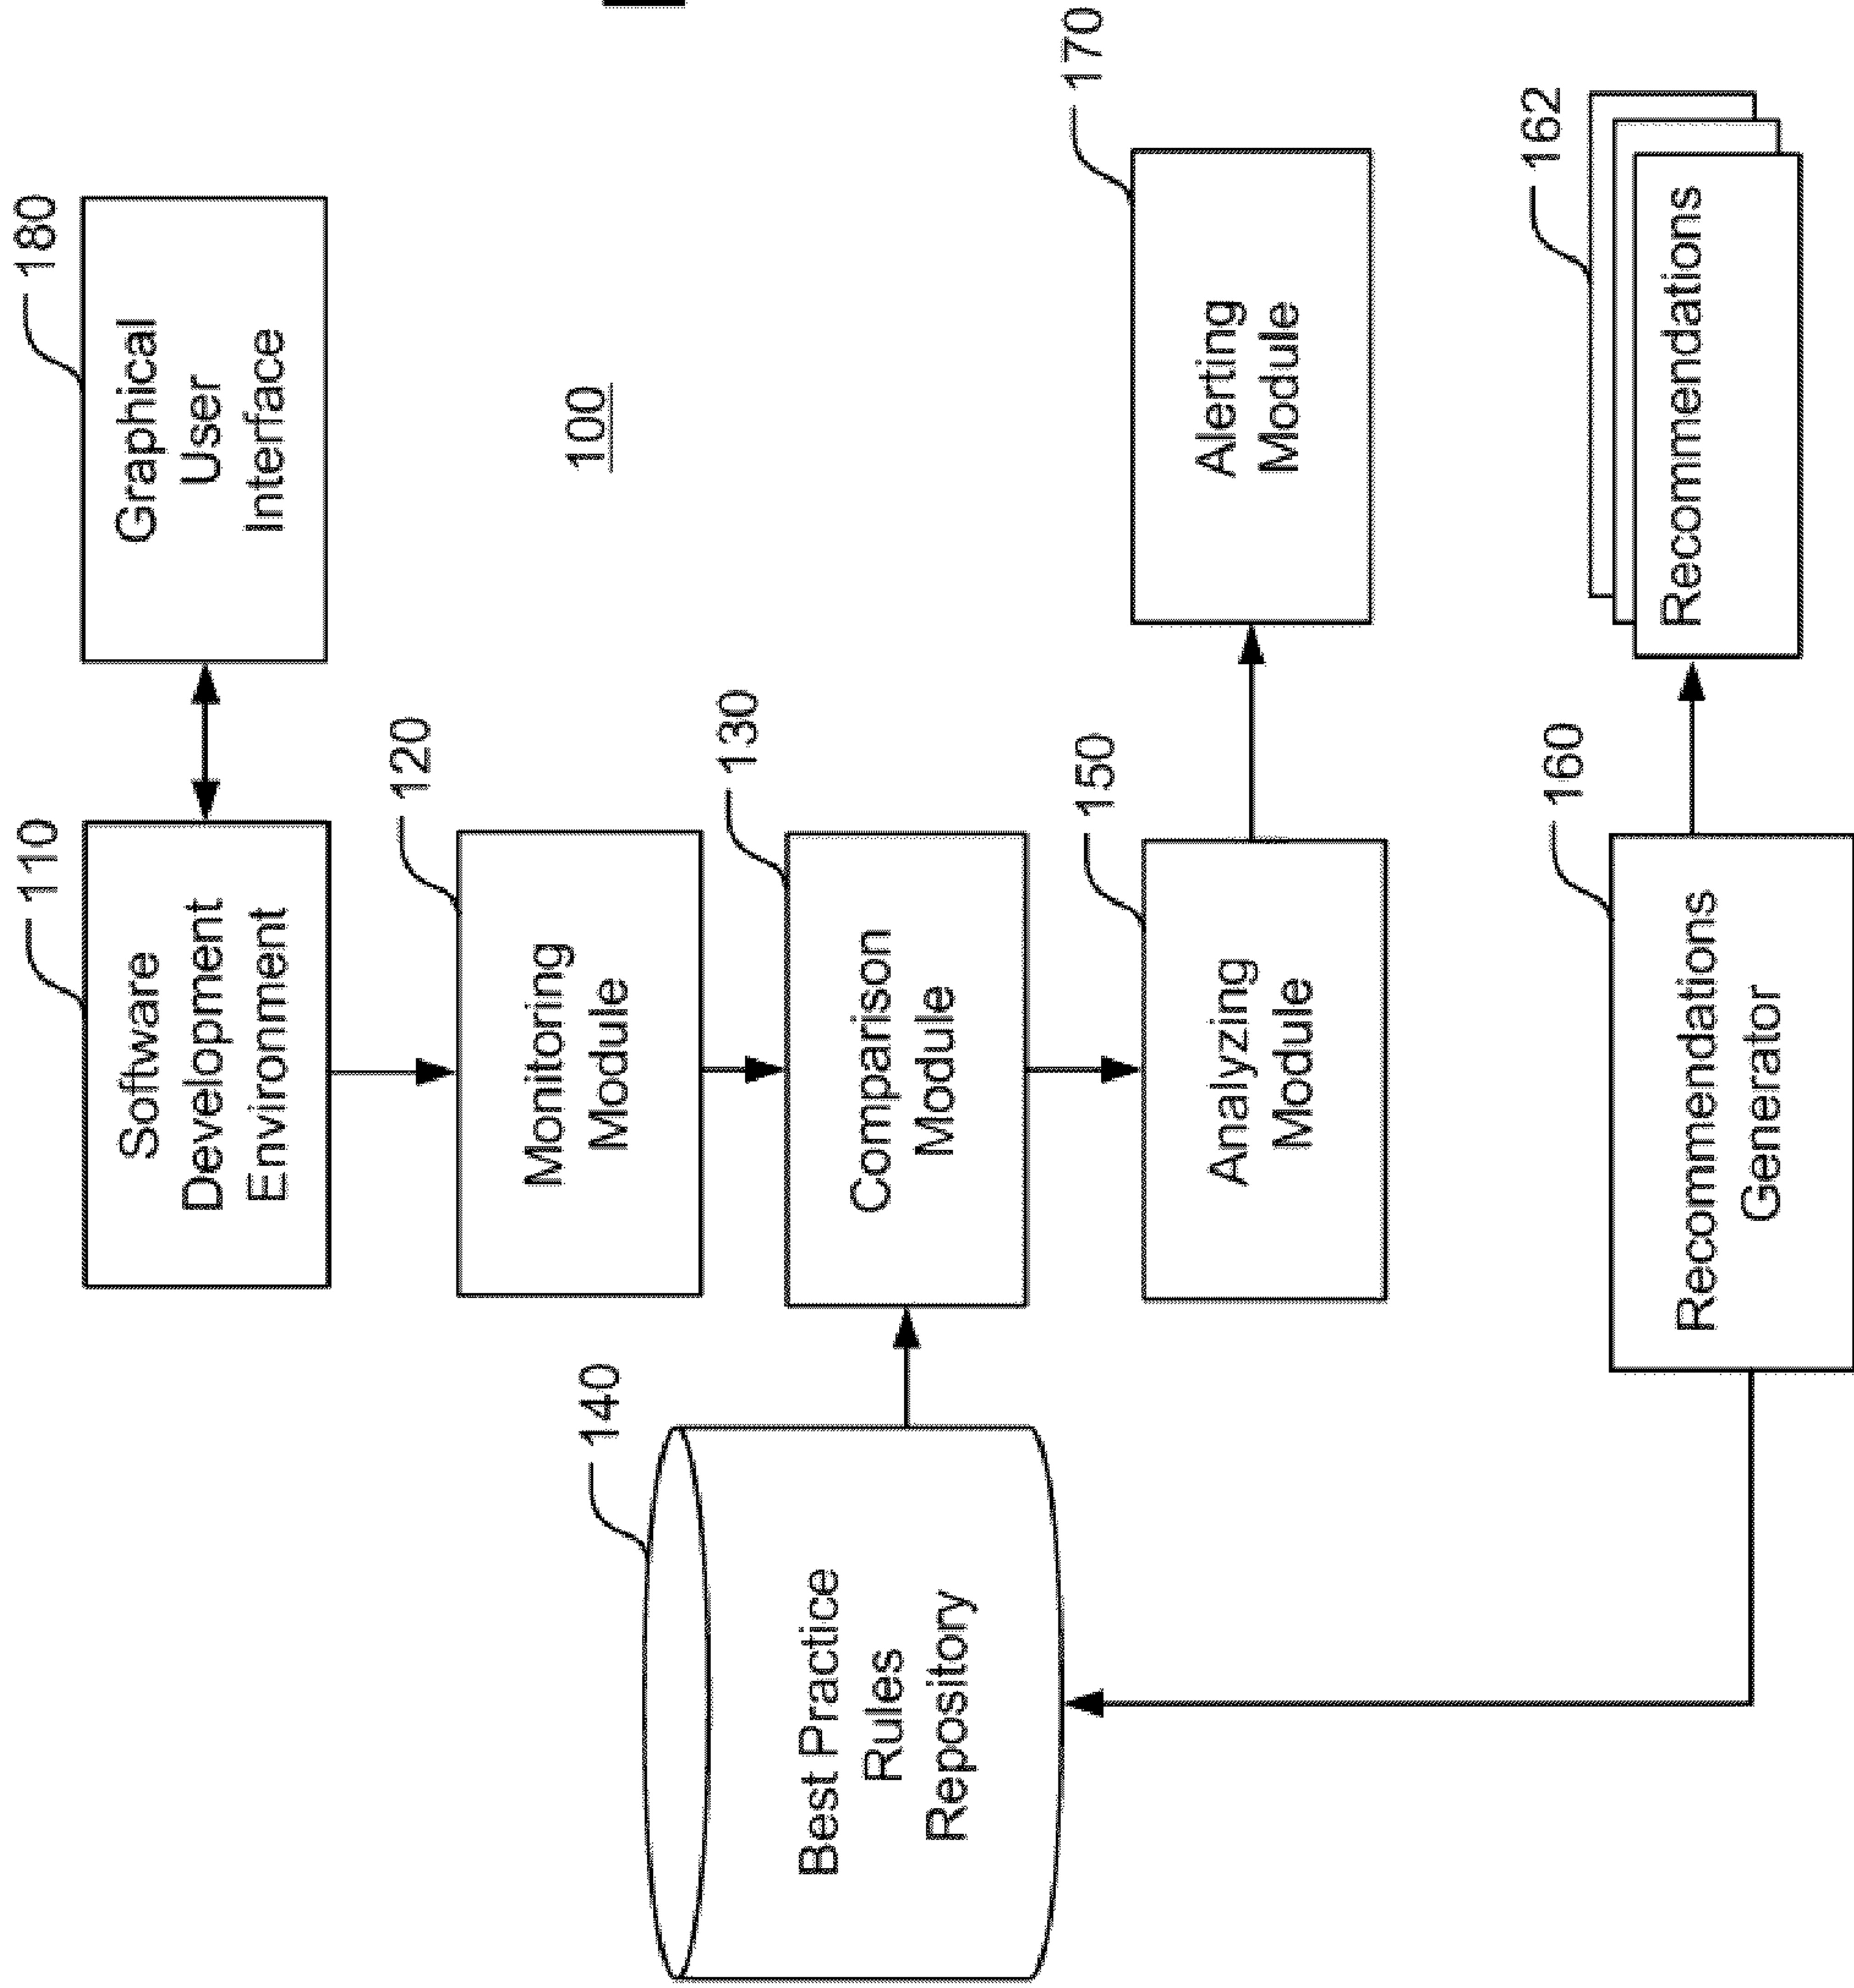 110
Software
Development
Environment
180
Graphical
User
Interface
120
Monitoring
Module
100
140
Best Practice
Rules
Repository
130
Comparison
Module
150
Analyzing
Module
170
Alerting
Module
160
Recommendations
Generator
162
Recommendations